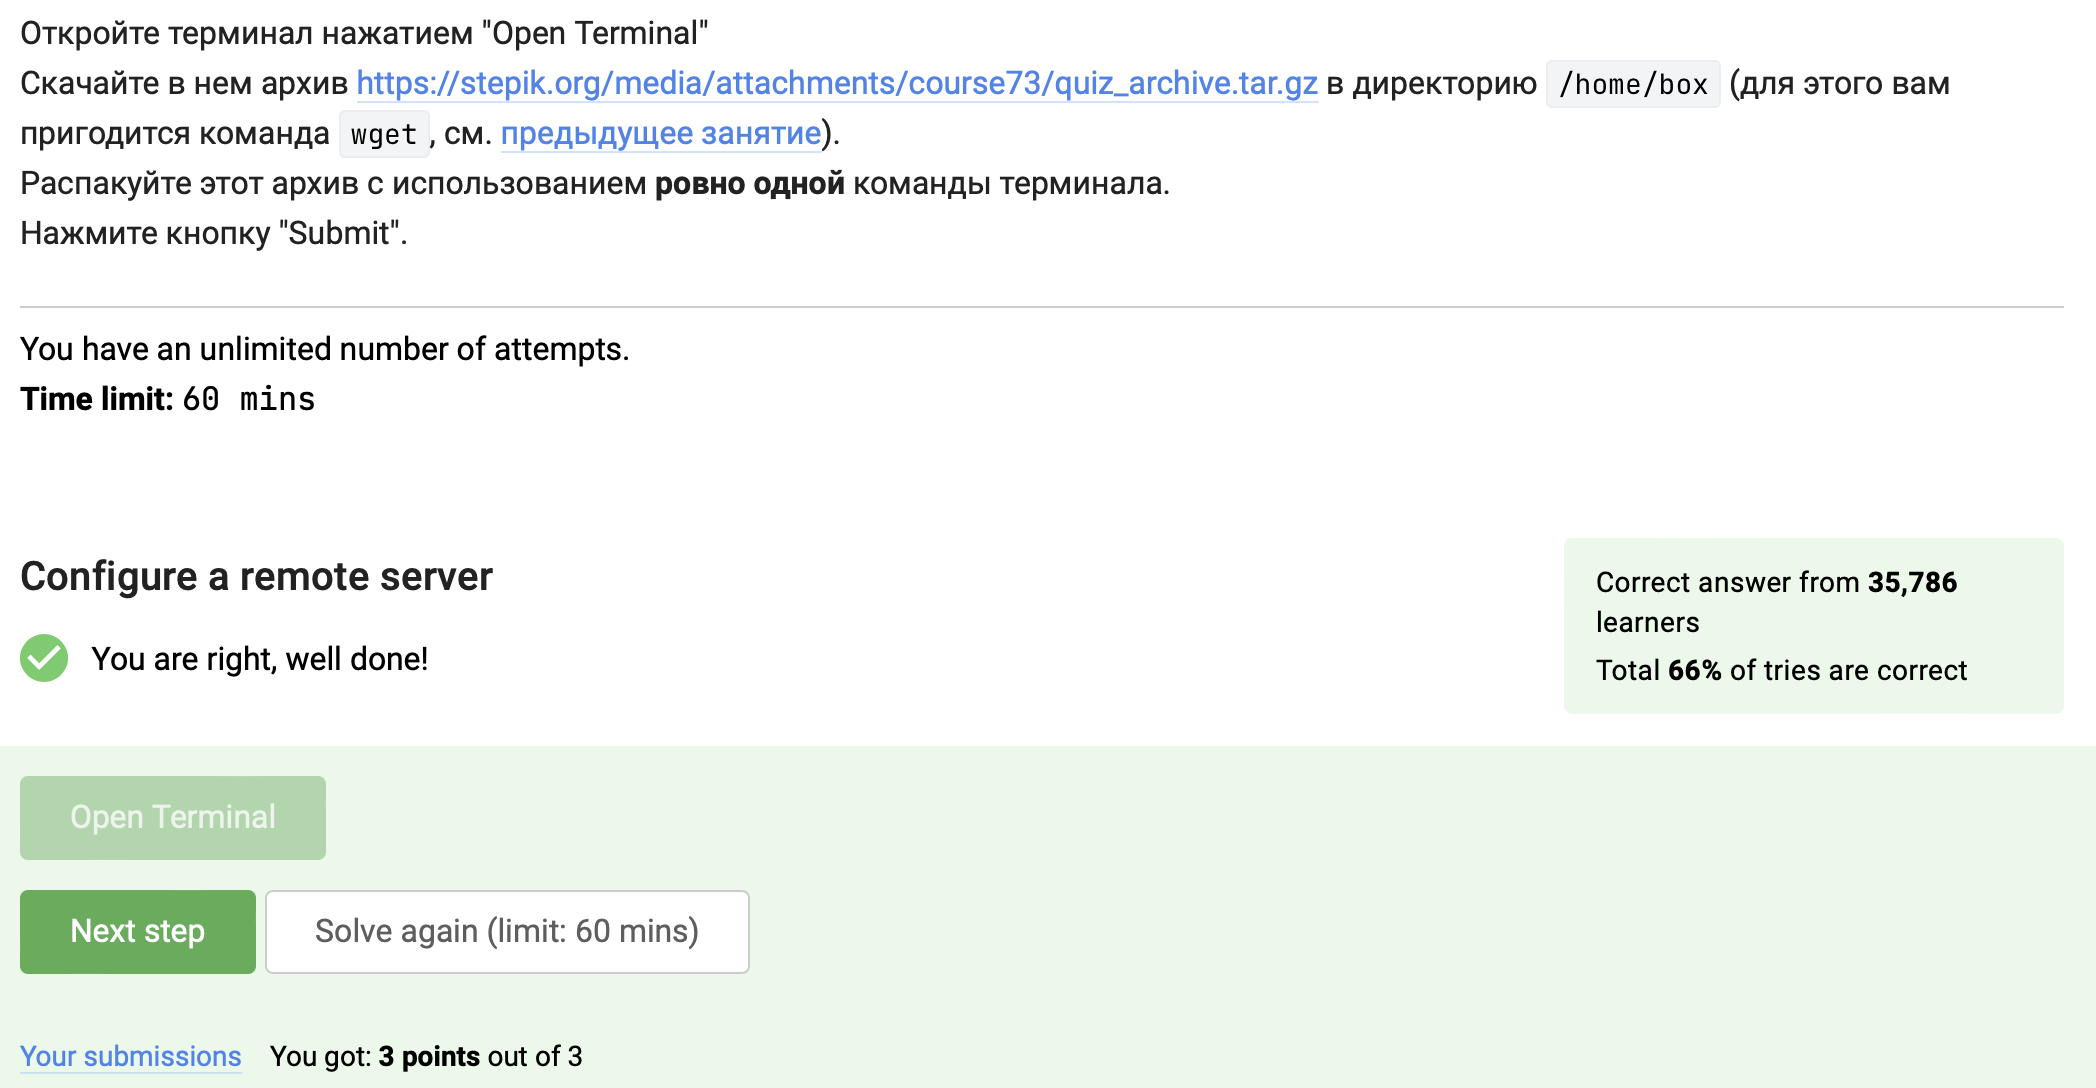 Откройте терминал нажатием "Open Terminal"
Скачайте в нем архив https://stepik.org/media/attachments/course73/quiz_archive.tar.gz в директорию /home/box (для этого вам
пригодится команда wget, см. предыдущее занятие).
Распакуйте этот архив с использованием ровно одной команды терминала.
Нажмите кнопку "Submit".
You have an unlimited number of attempts.
Time limit: 60 mins
Configure a remote server
You are right, well done!
Correct answer from 35,786
learners
Total 66% of tries are correct
Open Terminal
Next step
Solve again (limit: 60 mins)
Your submissions You got: 3 points out of 3